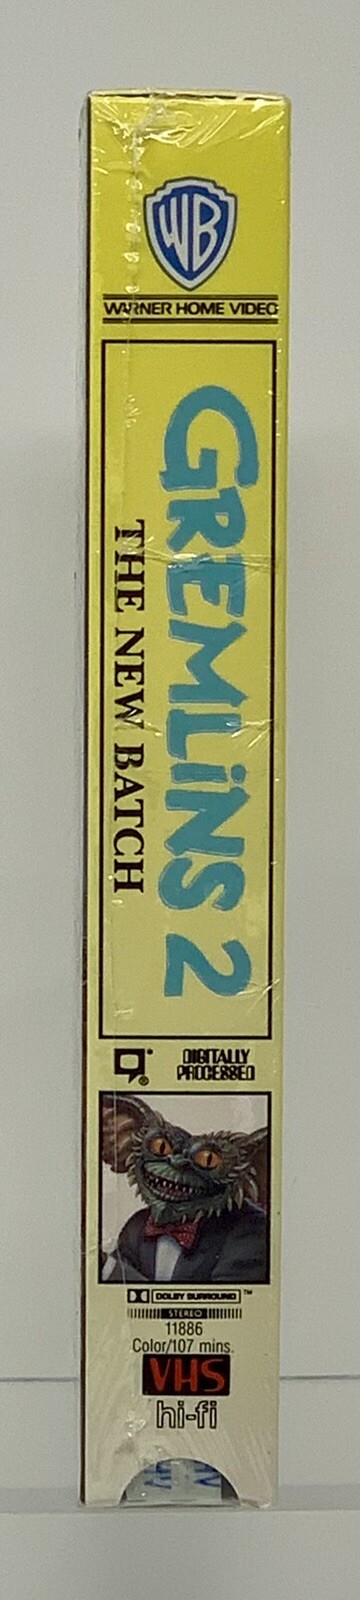 WB
WARNER HOME VIDEO
GREMLiNS 2
THE NEW BATCH
DIGITALLY
PROCESSED
DOLBY SURROUND™
STEREO
11886
Color/107 mins.
VHS
hi-fi